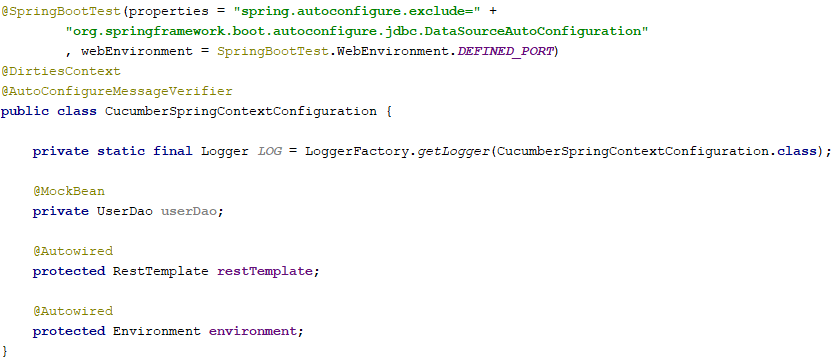 @SpringBootTest(properties = "spring.autoconfigure.exclude=" +
"org.springframework.boot.autoconfigure.jdbc.DataSourceAutoConfiguration"
, webEnvironment = SpringBootTest.WebEnvironment.DEFINED_PORT)
@DirtiesContext
@AutoConfigureMessageVerifier
public class CucumberSpringContextConfiguration {
private static final Logger LOG = LoggerFactory.getLogger(CucumberSpringContextConfiguration.class);
@MockBean
private UserDao userDao;
@Autowired
protected RestTemplate restTemplate;
@Autowired
protected Environment environment;
}